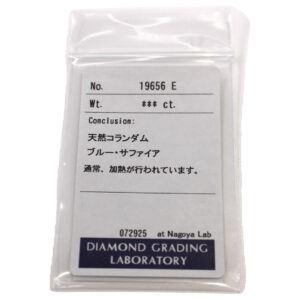 No. 19656 E
Wt. *** ct.
Conclusion:
天然コランダム
ブルー・サファイア
通常、加熱が行われています。
072925 at Nagoya Lab
DIAMOND GRADING
LABORATORY